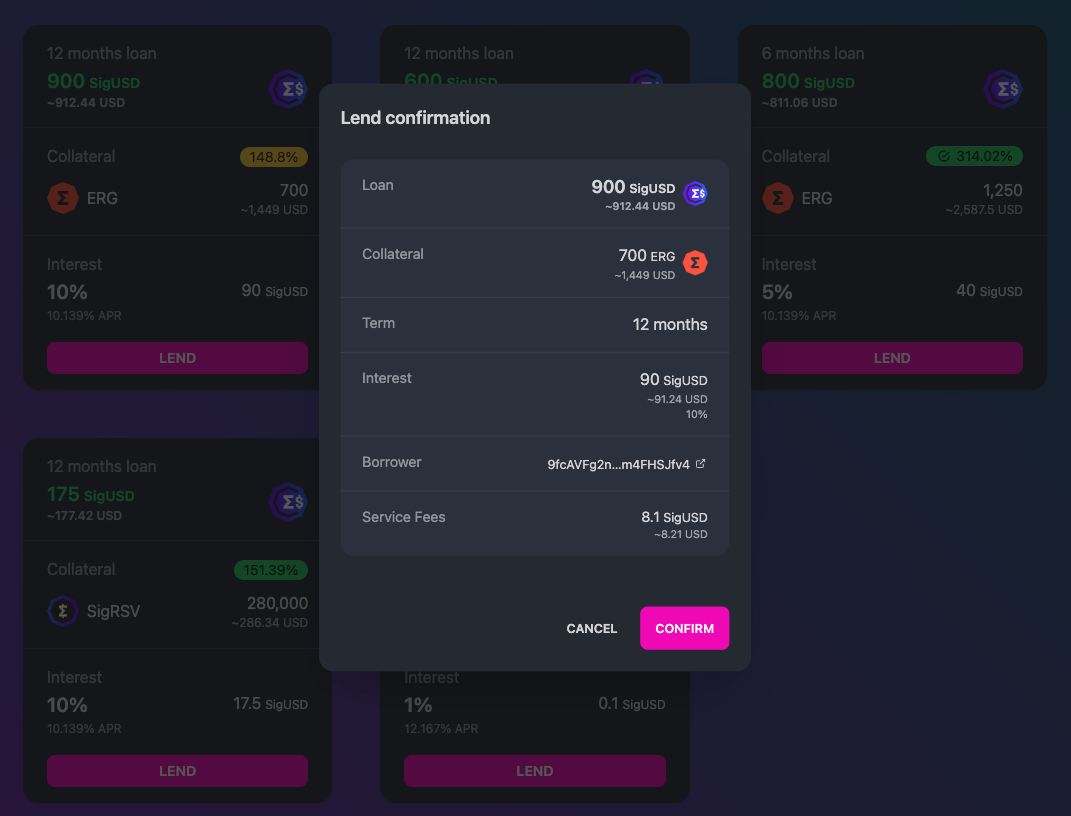 12 months loan
900 SigUSD
~912.44 USD
Collateral
148.8%
ERG
700
~1,449 USD
Interest
10%
90 SigUSD
10.139% APR
LEND
12 months loan
600 SigUSD
6 months loan
800 SigUSD
~811.06 USD
Collateral
314.02%
ERG
1,250
~2,587.5 USD
Interest
5%
40 SigUSD
10.139% APR
LEND
Lend confirmation
Loan
900 SigUSD
~912.44 USD
Collateral
700 ERG
~1,449 USD
Term
12 months
Interest
90 SigUSD
~91.24 USD
10%
Borrower
9fcAVFg2n...m4FHSJfv4
Service Fees
8.1 SigUSD
~8.21 USD
CANCEL
CONFIRM
12 months loan
175 SigUSD
~177.42 USD
Collateral
151.39%
SigRSV
280,000
~286.34 USD
Interest
10%
17.5 SigUSD
10.139% APR
LEND
Interest
1%
0.1 SigUSD
12.167% APR
LEND